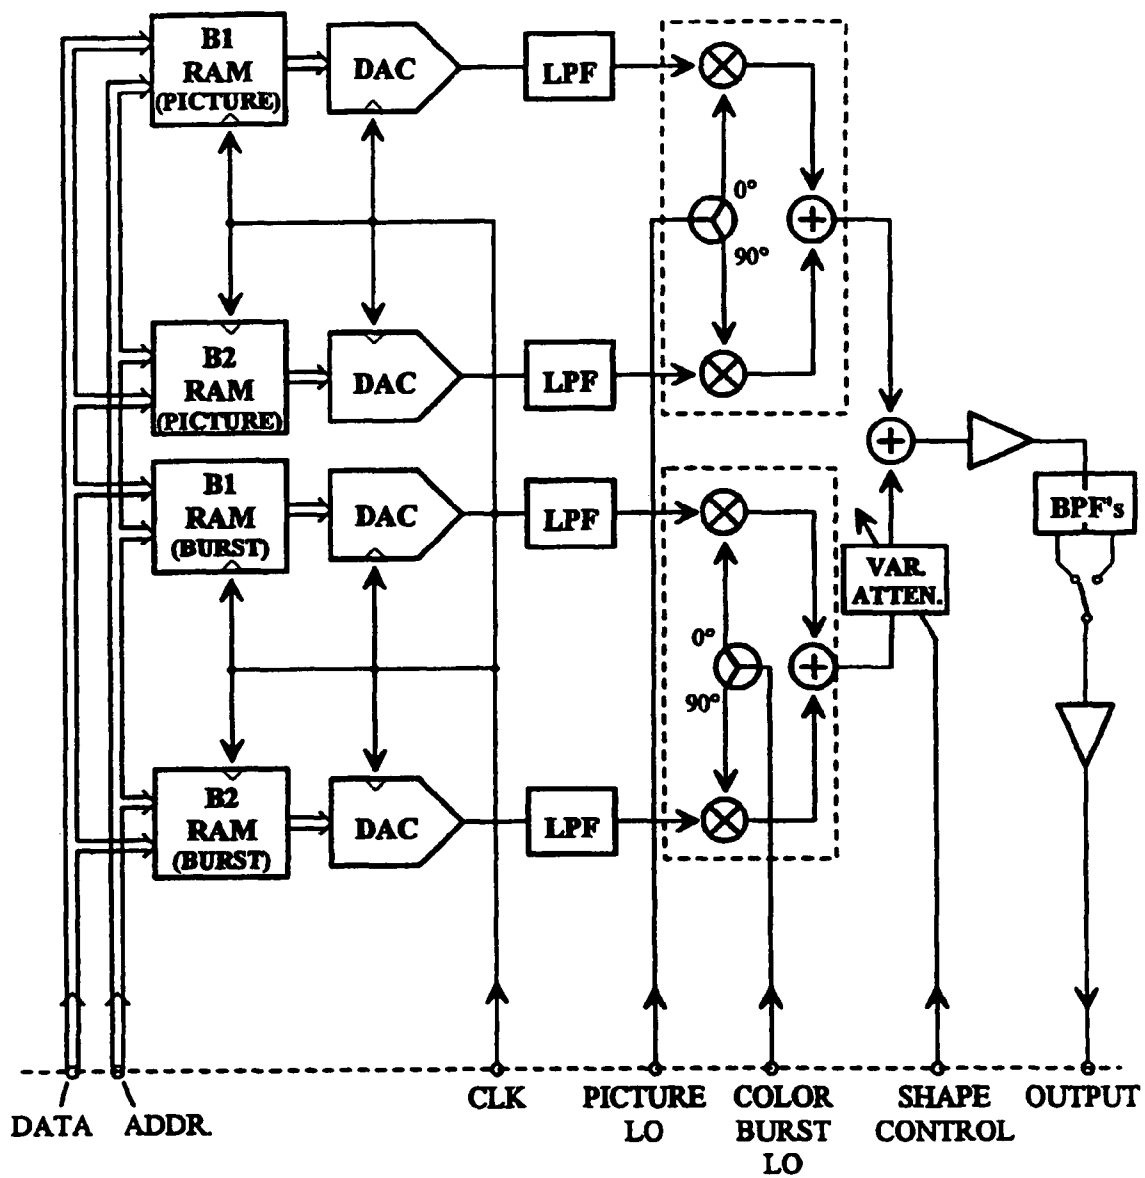 B1
RAM
(PICTURE)
DAC
LPF
0°
90°
B2
RAM
(PICTURE)
DAC
LPF
B1
RAM
(BURST)
DAC
LPF
BPF's
VAR.
ATTEN.
0°
90°
B2
RAM
(BURST)
DAC
LPF
DATA
ADDR.
CLK
PICTURE
LO
COLOR
BURST
LO
SHAPE
CONTROL
OUTPUT